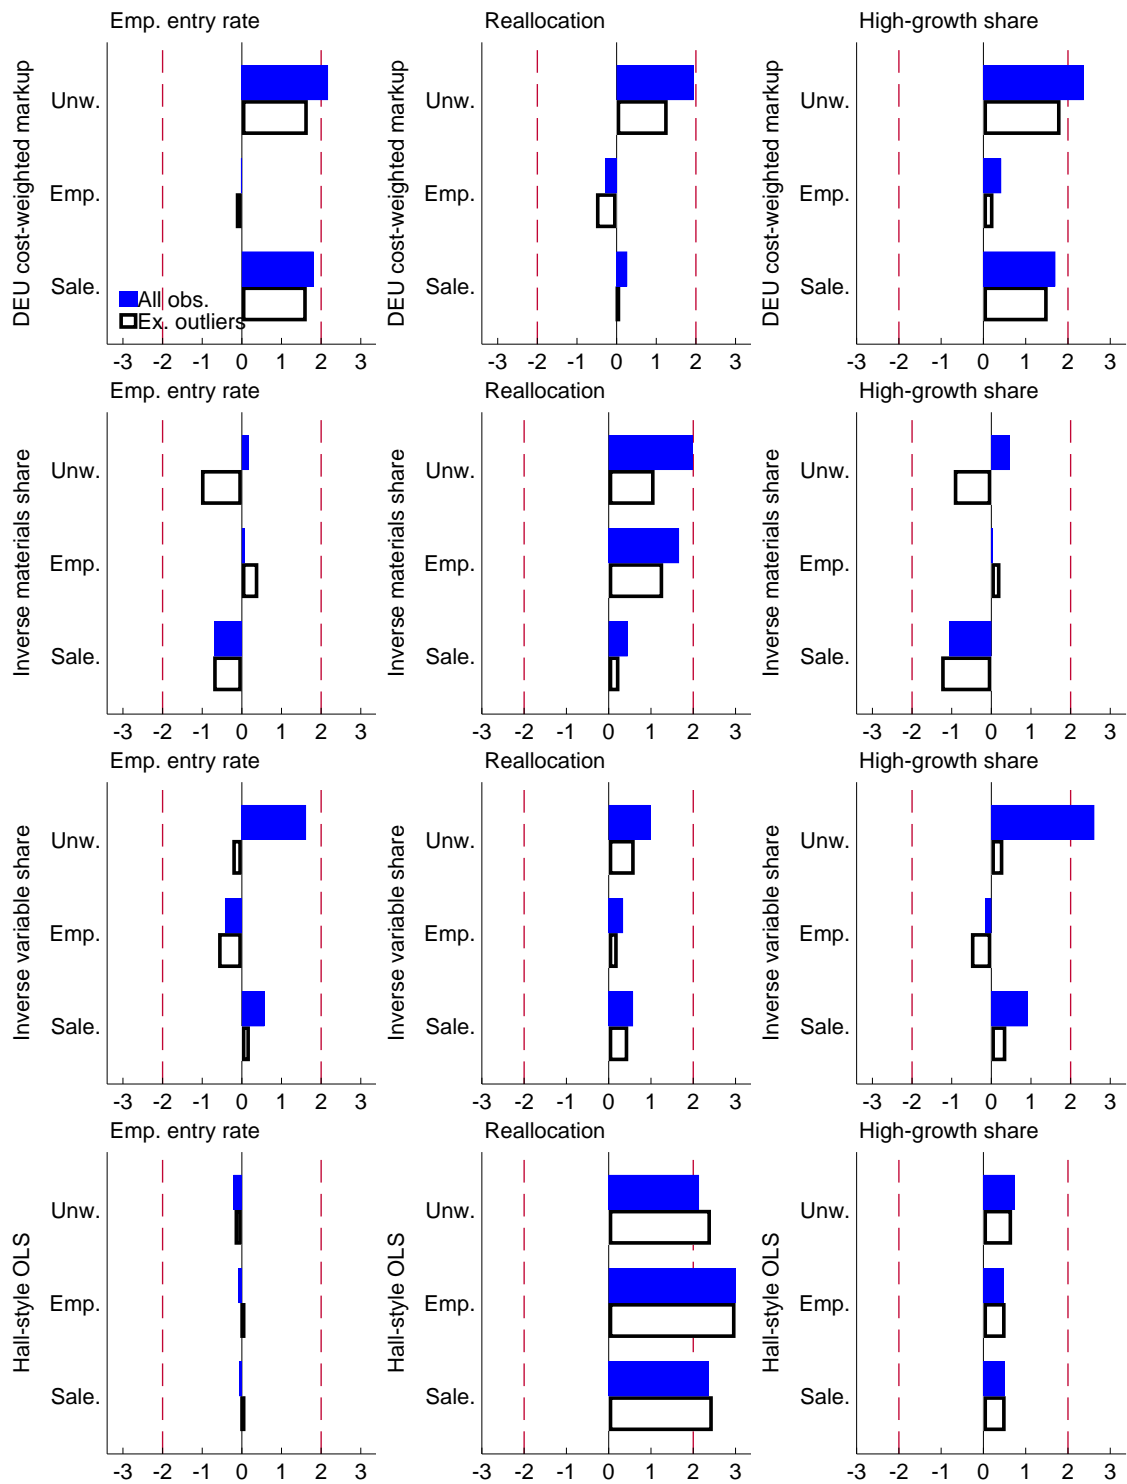 Emp. entry rate
DEU cost-weighted markup
Unw.
Emp.
Sale.
All obs.
Ex. outliers
-3 -2 -1 0 1 2 3
Reallocation
DEU cost-weighted markup
Unw.
Emp.
Sale.
-3 -2 -1 0 1 2 3
High-growth share
DEU cost-weighted markup
Unw.
Emp.
Sale.
-3 -2 -1 0 1 2 3
Emp. entry rate
Inverse materials share
Unw.
Emp.
Sale.
-3 -2 -1 0 1 2 3
Reallocation
Inverse materials share
Unw.
Emp.
Sale.
-3 -2 -1 0 1 2 3
High-growth share
Inverse materials share
Unw.
Emp.
Sale.
-3 -2 -1 0 1 2 3
Emp. entry rate
Inverse variable share
Unw.
Emp.
Sale.
-3 -2 -1 0 1 2 3
Reallocation
Inverse variable share
Unw.
Emp.
Sale.
-3 -2 -1 0 1 2 3
High-growth share
Inverse variable share
Unw.
Emp.
Sale.
-3 -2 -1 0 1 2 3
Emp. entry rate
Hall-style OLS
Unw.
Emp.
Sale.
-3 -2 -1 0 1 2 3
Reallocation
Hall-style OLS
Unw.
Emp.
Sale.
-3 -2 -1 0 1 2 3
High-growth share
Hall-style OLS
Unw.
Emp.
Sale.
-3 -2 -1 0 1 2 3